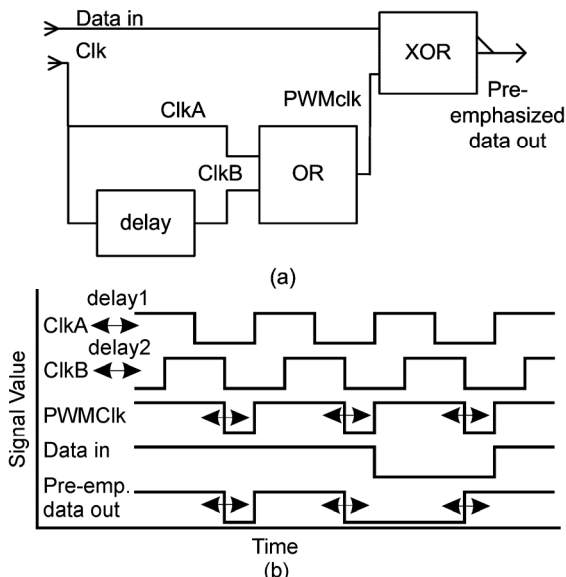 Data in
Clk
XOR
PWMclk
Pre-
emphasized
data out
ClkA
ClkB
OR
delay
(a)
delay1
ClkA
delay2
ClkB
PWMClk
Data in
Pre-emp.
data out
Signal Value
Time
(b)